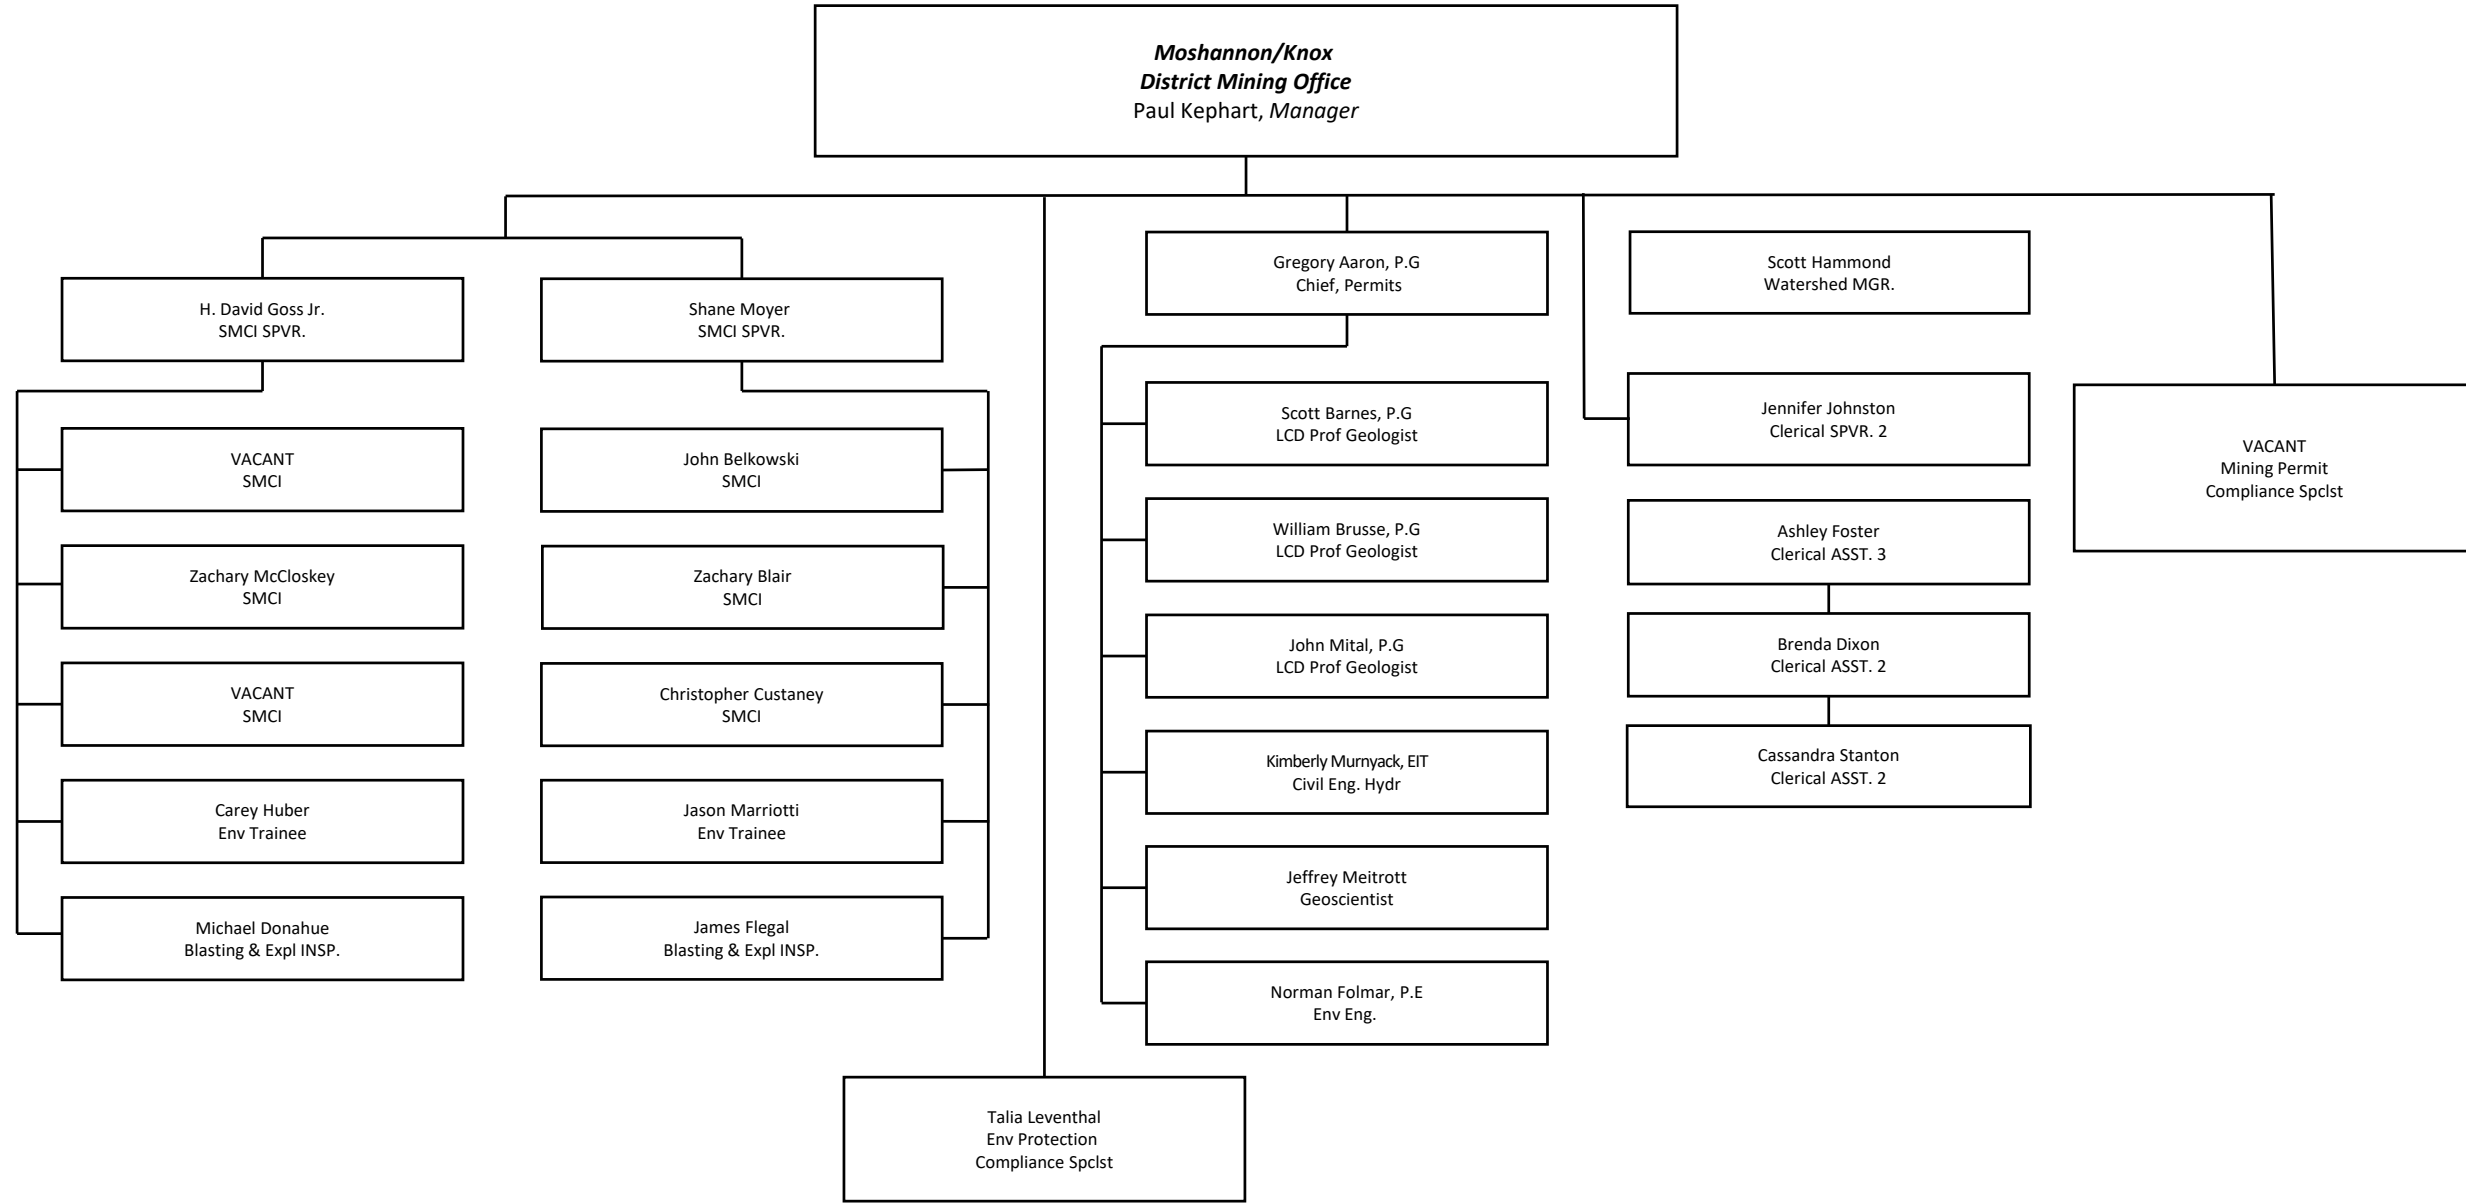 Moshannon/Knox
District Mining Office
Paul Kephart, Manager
H. David Goss Jr.
SMCI SPVR.
VACANT
SMCI
Zachary McCloskey
SMCI
VACANT
SMCI
Carey Huber
Env Trainee
Michael Donahue
Blasting & Expl INSP.
Shane Moyer
SMCI SPVR.
John Belkowski
SMCI
Zachary Blair
SMCI
Christopher Custaney
SMCI
Jason Marriotti
Env Trainee
James Flegal
Blasting & Expl INSP.
Talia Leventhal
Env Protection
Compliance Spclst
Gregory Aaron, P.G
Chief, Permits
Scott Barnes, P.G
LCD Prof Geologist
William Brusse, P.G
LCD Prof Geologist
John Mital, P.G
LCD Prof Geologist
Kimberly Murnyack, EIT
Civil Eng. Hydr
Jeffrey Meitrott
Geoscientist
Norman Folmar, P.E
Env Eng.
Scott Hammond
Watershed MGR.
Jennifer Johnston
Clerical SPVR. 2
Ashley Foster
Clerical ASST. 3
Brenda Dixon
Clerical ASST. 2
Cassandra Stanton
Clerical ASST. 2
VACANT
Mining Permit
Compliance Spclst